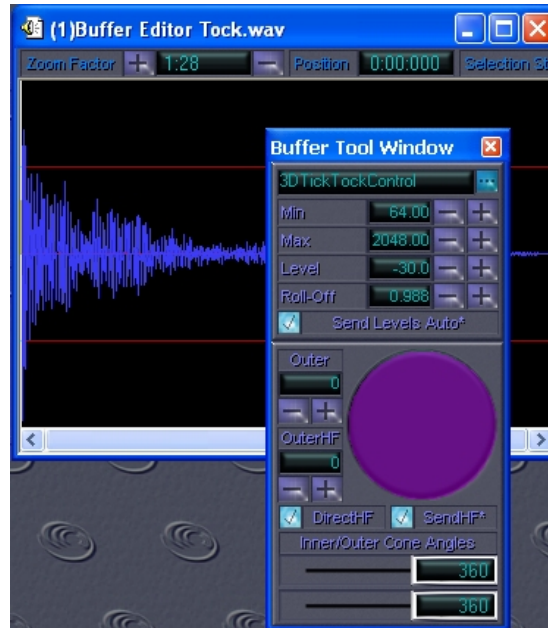 (1)Buffer Editor Tock.wav
Zoom Factor 1:28 Position 0:00:000 Selection St
Buffer Tool Window
3DTickTockControl ...
Min 64.00
Max 2048.00
Level -30.0
Roll-Off 0.988
Send Levels Auto*
Outer
0
OuterHF
0
DirectHF SendHF*
Inner/Outer Cone Angles
360
360